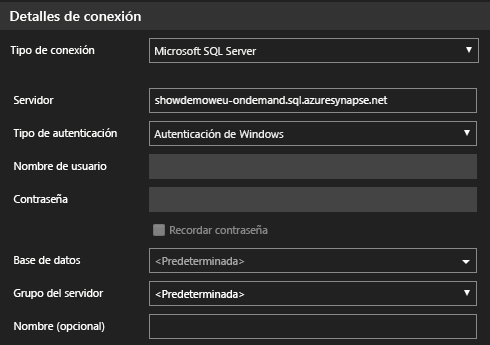 Detalles de conexión
Tipo de conexión Microsoft SQL Server
Servidor showdemoweu-ondemand.sql.azuresynapse.net
Tipo de autenticación Autenticación de Windows
Nombre de usuario
Contraseña
Recordar contraseña
Base de datos <Predeterminada>
Grupo del servidor <Predeterminada>
Nombre (opcional)